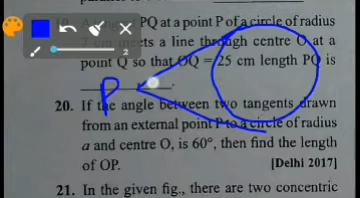 PQ at a point P of a circle of radius
cm meets a line through centre O at a
point Q so that OQ = 25 cm length PQ is
P
20. If the angle between two tangents drawn
from an external point P to a circle of radius
a and centre O, is 60°, then find the length
of OP. [Delhi 2017]
21. In the given fig., there are two concentric